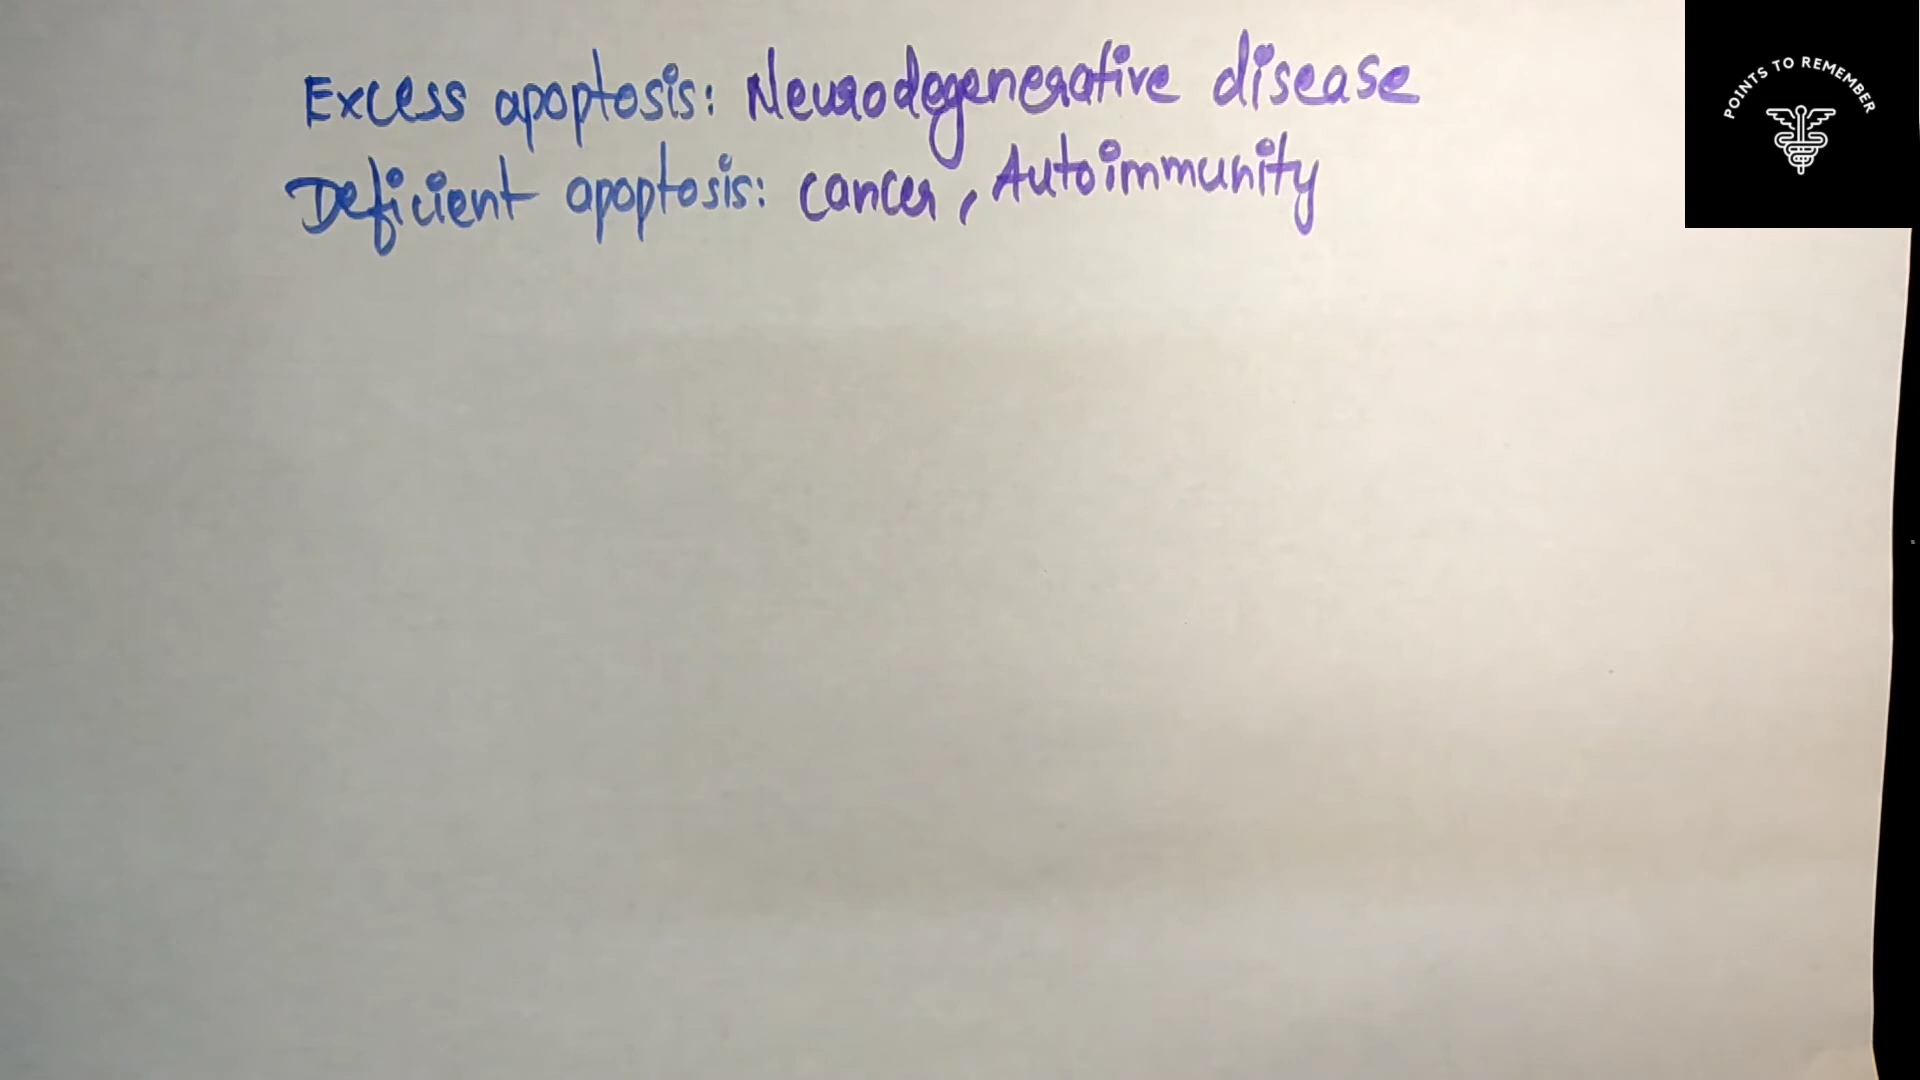 Excess apoptosis: Neurodegenerative disease
Deficient apoptosis: cancer, Autoimmunity
POINTS TO REMEMBER